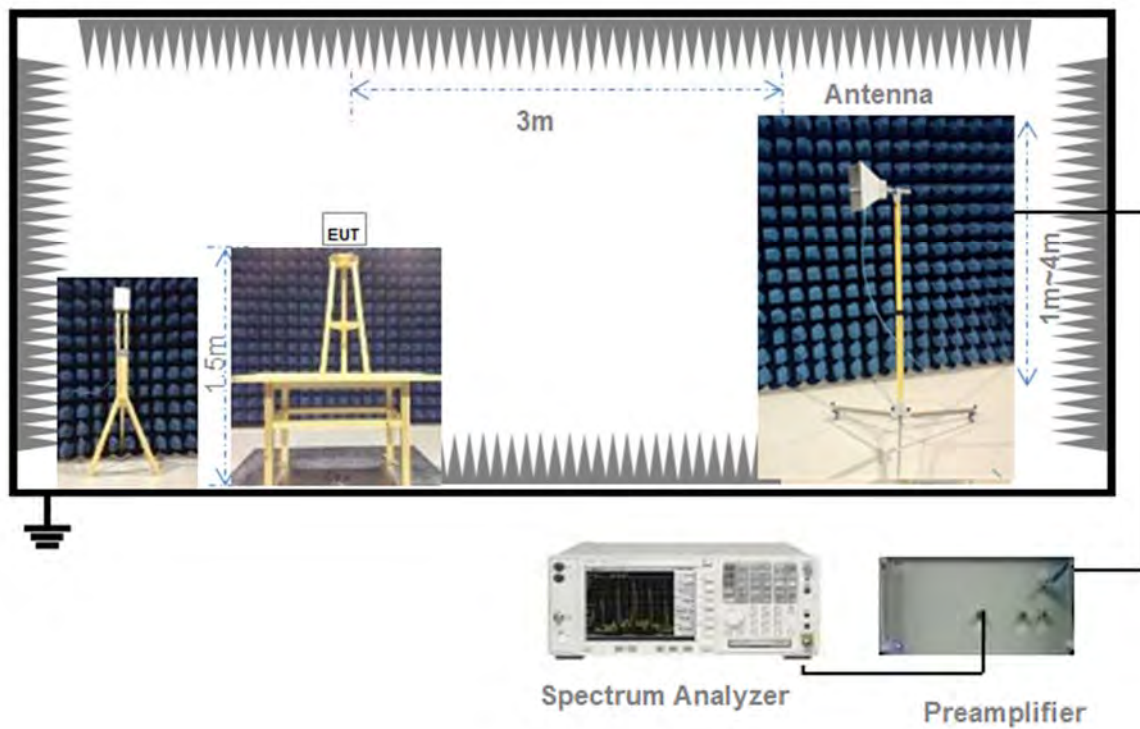 Antenna
3m
EUT
1.5m
1m~4m
Spectrum Analyzer
Preamplifier